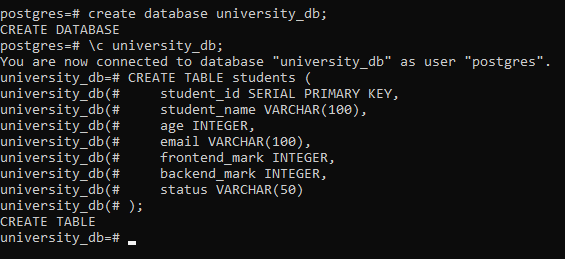 postgres=# create database university_db;
CREATE DATABASE
postgres=# \c university_db;
You are now connected to database "university_db" as user "postgres".
university_db=# CREATE TABLE students (
university_db(#     student_id SERIAL PRIMARY KEY,
university_db(#     student_name VARCHAR(100),
university_db(#     age INTEGER,
university_db(#     email VARCHAR(100),
university_db(#     frontend_mark INTEGER,
university_db(#     backend_mark INTEGER,
university_db(#     status VARCHAR(50)
university_db(# );
CREATE TABLE
university_db=#